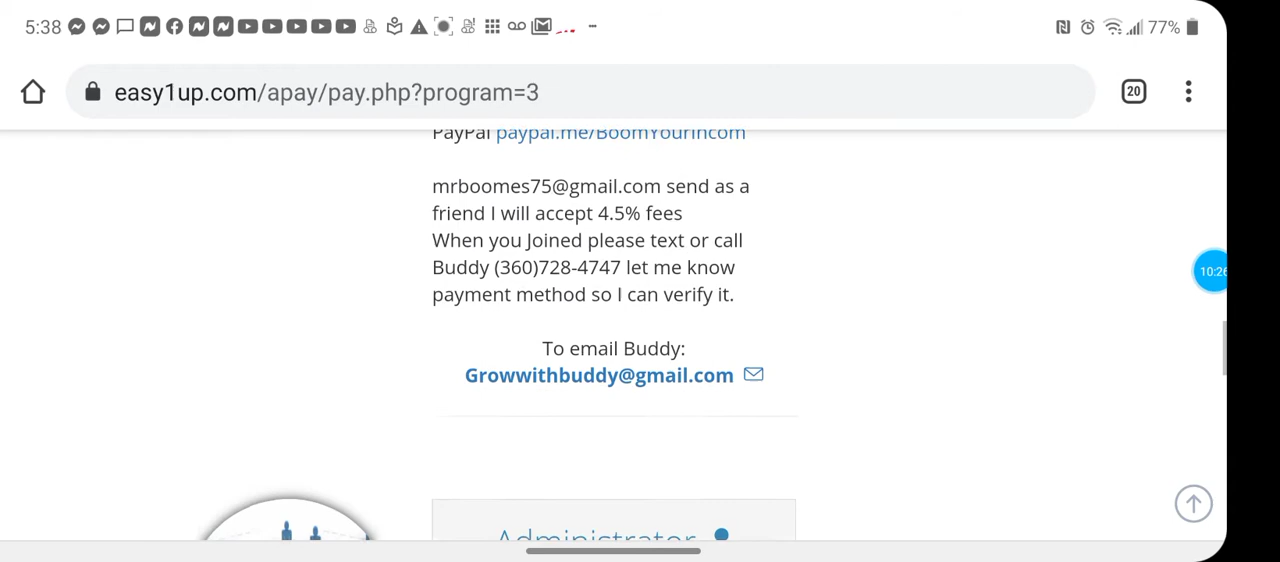 5:38
77%
easy1up.com/apay/pay.php?program=3
20
PayPal paypal.me/BoomYourIncom
mrboomes75@gmail.com send as a
friend I will accept 4.5% fees
When you Joined please text or call
Buddy (360)728-4747 let me know
payment method so I can verify it.
10:26
To email Buddy:
Growwithbuddy@gmail.com
Administrator